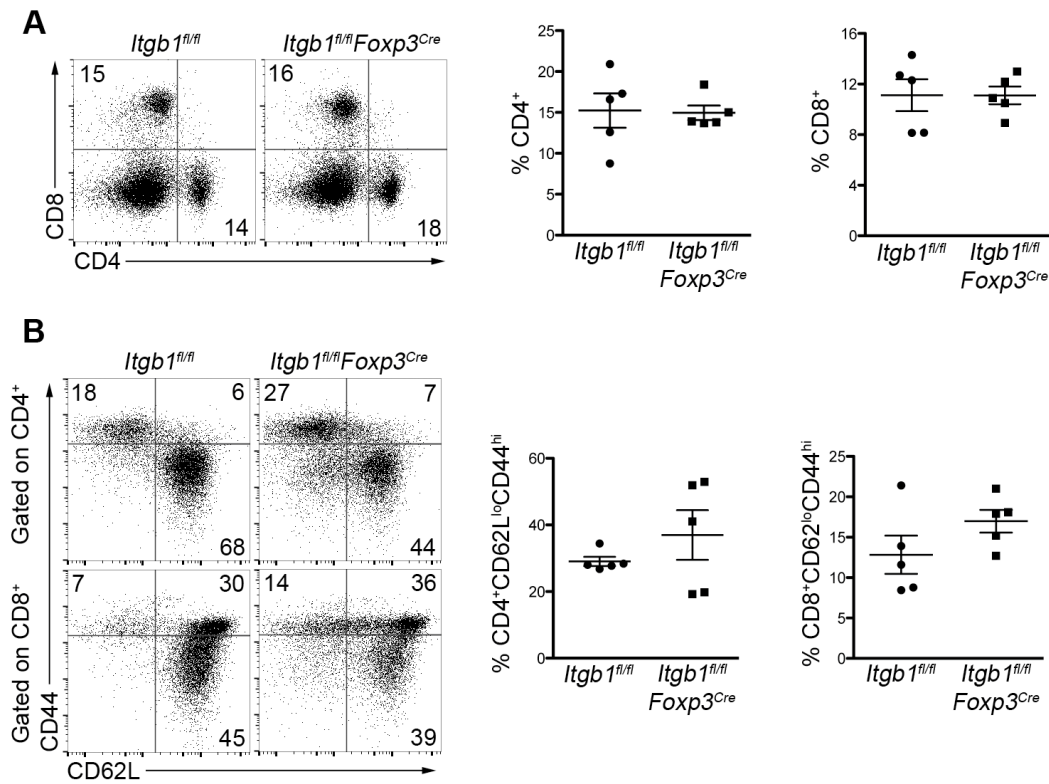 A
Itgb1fl/fl
Itgb1fl/flFoxp3Cre
15
16
14
18
CD8
CD4
% CD4+
25
20
15
10
5
0
Itgb1fl/fl
Itgb1fl/fl
Foxp3Cre
% CD8+
16
12
8
4
0
Itgb1fl/fl
Itgb1fl/fl
Foxp3Cre
B
Itgb1fl/fl
Itgb1fl/flFoxp3Cre
Gated on CD4+
18
6
27
7
68
44
Gated on CD8+
7
30
14
36
45
39
CD44
CD62L
% CD4+CD62LloCD44hi
60
40
20
0
Itgb1fl/fl
Itgb1fl/fl
Foxp3Cre
% CD8+CD62loCD44hi
25
20
15
10
5
0
Itgb1fl/fl
Itgb1fl/fl
Foxp3Cre